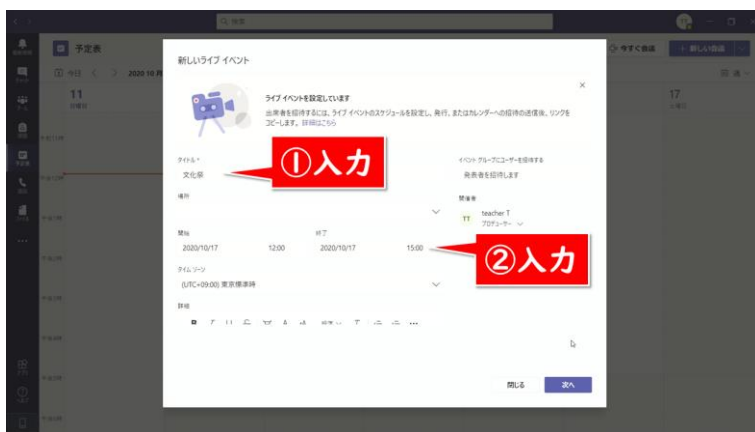 検索
予定表
今すぐ会議
+ 新しい会議
今日
2020 10 月
週
11
日曜日
17
土曜日
新しいライブ イベント
ライブ イベントを設定しています
出席者を招待するには、ライブ イベントのスケジュールを設定し、発行、またはカレンダーへの招待の送信後、リンクを
コピーします。詳細はこちら
タイトル *
文化祭
①入力
イベント グループにユーザーを招待する
発表者を招待します
場所
開催者
TT
teacher T
プロデューサー
開始
終了
2020/10/17 12:00 2020/10/17 15:00
②入力
タイム ゾーン
(UTC+09:00) 東京標準時
詳細
閉じる
次へ